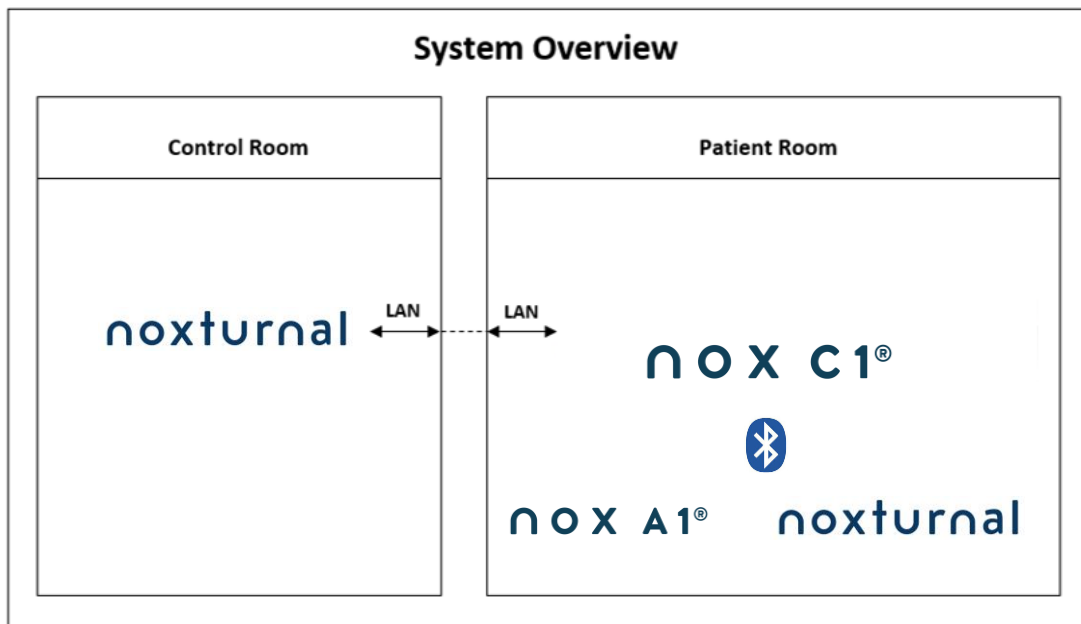 System Overview
Control Room
Patient Room
LAN
LAN
noxturnal
nox C1®
nox A1®
noxturnal